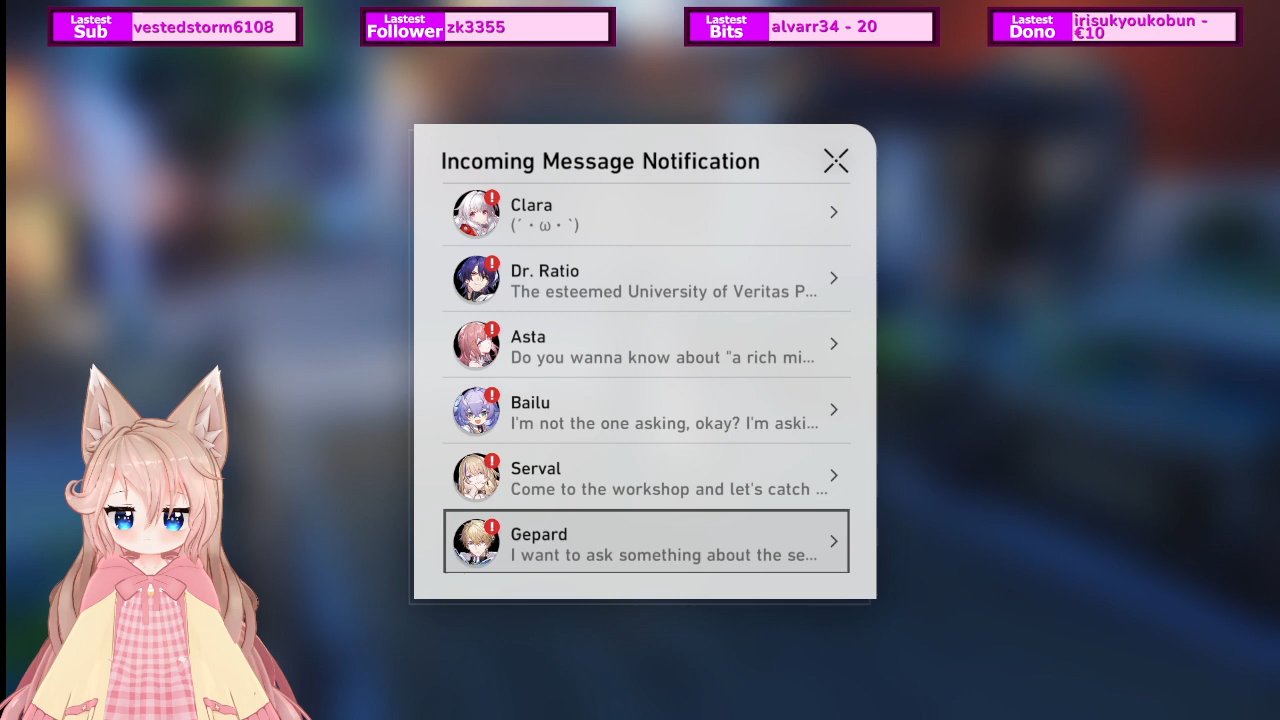 Lastest
Sub
vestedstorm6108
Lastest
Follower
zk3355
Lastest
Bits
alvarr34 - 20
Lastest
Dono
irisukyoukobun -
€10
Incoming Message Notification
Clara
(´・ω・`)
Dr. Ratio
The esteemed University of Veritas P...
Asta
Do you wanna know about "a rich mi...
Bailu
I'm not the one asking, okay? I'm aski...
Serval
Come to the workshop and let's catch ...
Gepard
I want to ask something about the se...